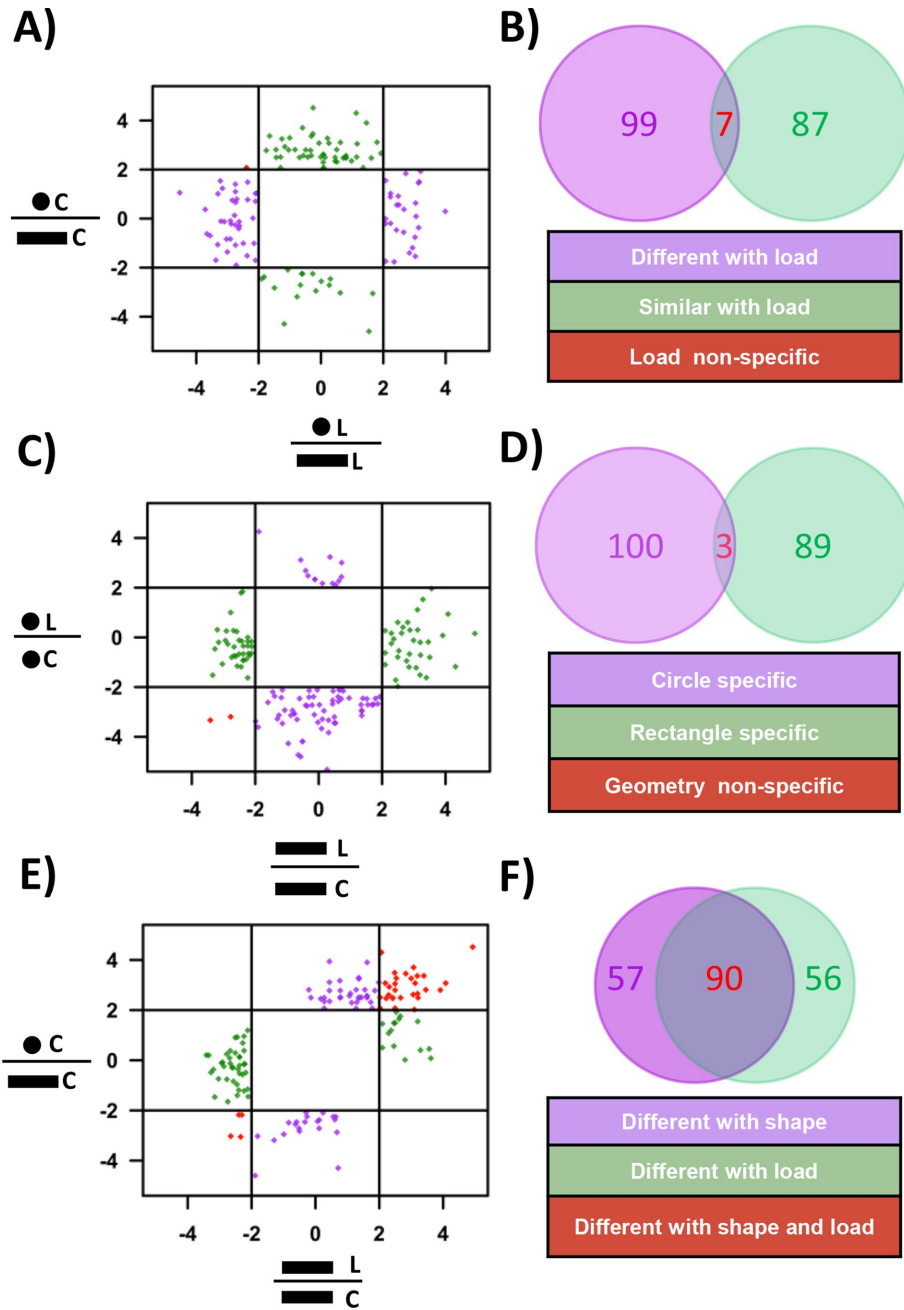 A)
4
2
0
-2
-4
C
C
-4 -2 0 2 4
L
L
B)
99 7 87
Different with load
Similar with load
Load non-specific
C)
4
2
0
-2
-4
L
C
-4 -2 0 2 4
L
C
D)
100 3 89
Circle specific
Rectangle specific
Geometry non-specific
E)
4
2
0
-2
-4
C
C
-4 -2 0 2 4
L
C
F)
57 90 56
Different with shape
Different with load
Different with shape and load